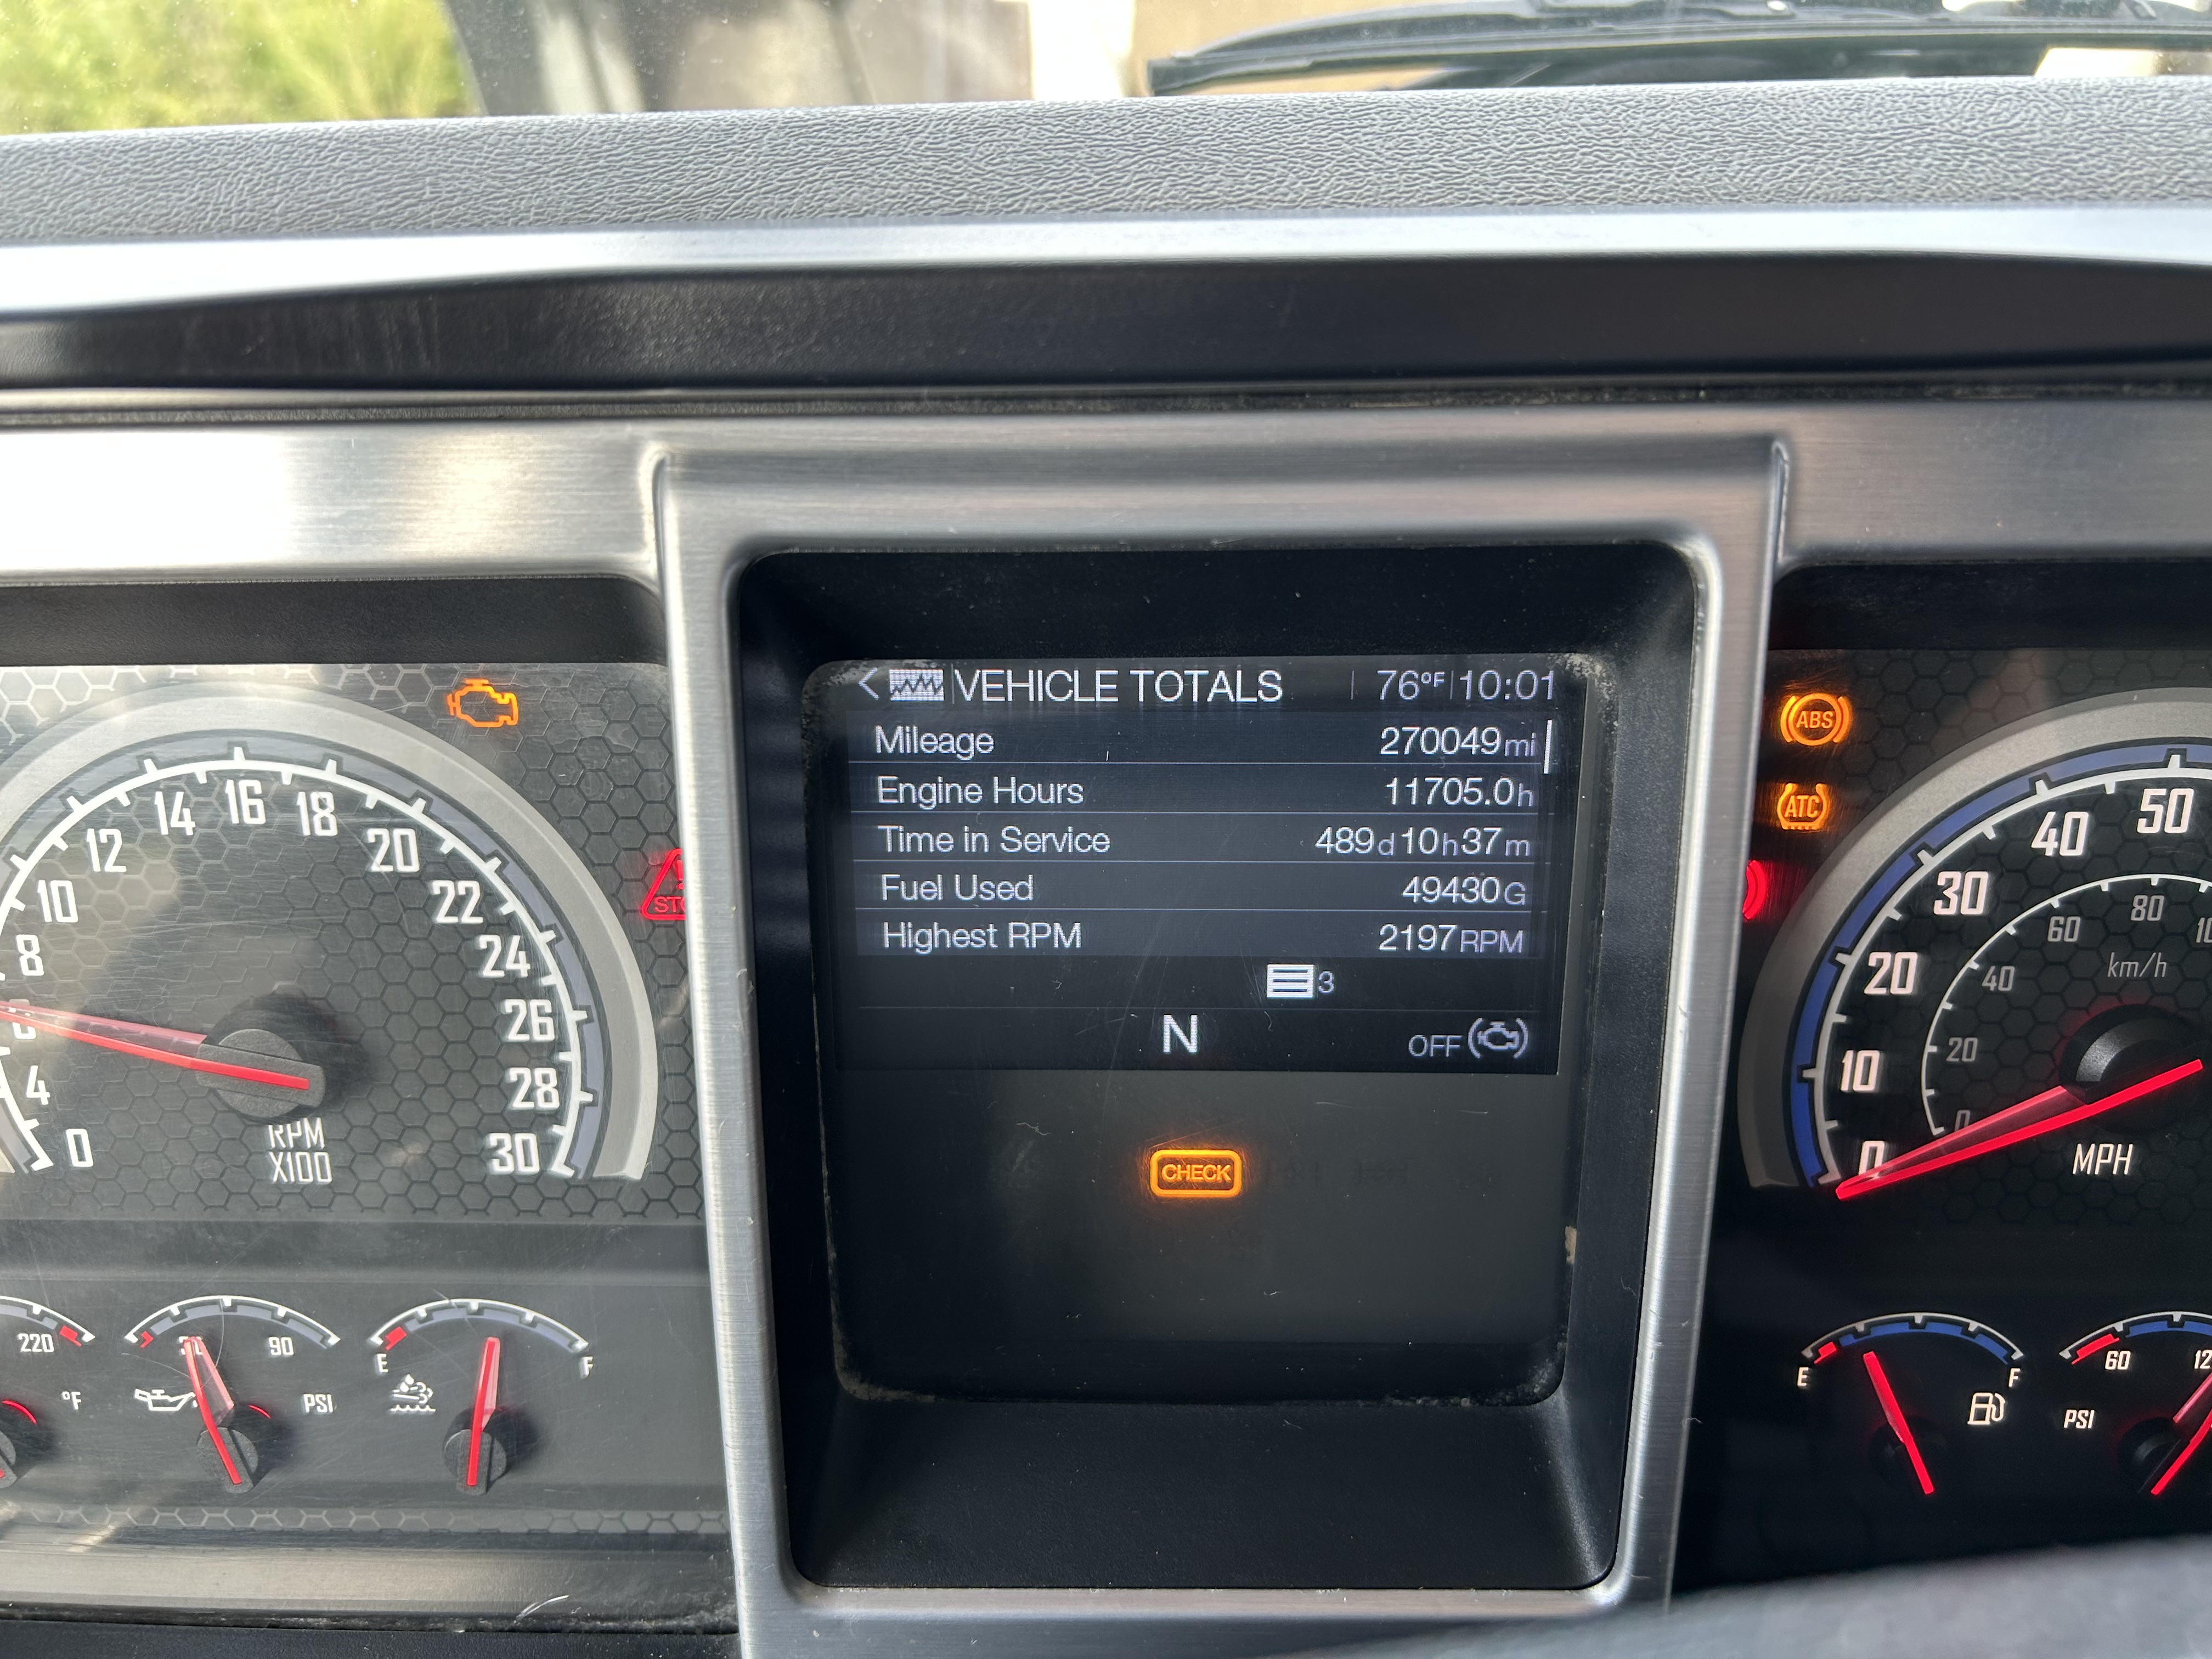 VEHICLE TOTALS 76°F 10:01
Mileage 270049mi
Engine Hours 11705.0h
Time in Service 489d10h37m
Fuel Used 49430G
Highest RPM 2197RPM
3
N OFF
CHECK
0 4 8 10 12 14 16 18 20 22 24 26 28 30
RPM
X100
220
°F
90
PSI
E F
ABS
ATC
0 10 20 30 40 50
0 20 40 60 80
km/h
MPH
E F
60
PSI